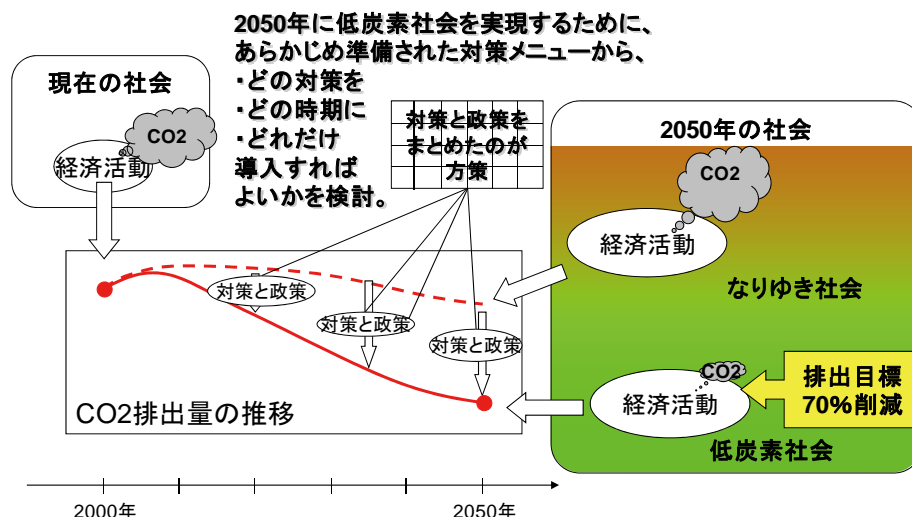 2050年に低炭素社会を実現するために、
あらかじめ準備された対策メニューから、
・どの対策を
・どの時期に
・どれだけ
導入すれば
よいかを検討。
現在の社会
CO2
経済活動
対策と政策を
まとめたのが
方策
2050年の社会
CO2
経済活動
なりゆき社会
対策と政策
対策と政策
対策と政策
CO2
経済活動
排出目標
70%削減
低炭素社会
CO2排出量の推移
2000年
2050年